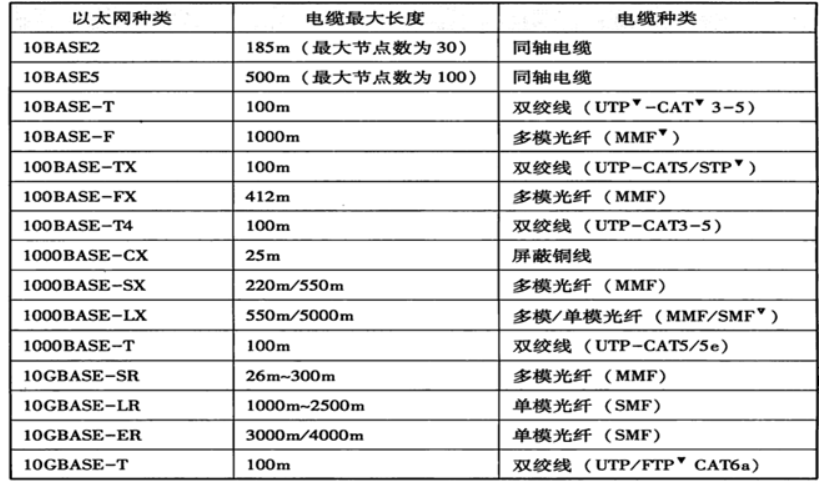 以太网种类 电缆最大长度 电缆种类
10BASE2 185m（最大节点数为30） 同轴电缆
10BASE5 500m（最大节点数为100） 同轴电缆
10BASE-T 100m 双绞线（UTP▼-CAT▼ 3-5）
10BASE-F 1000m 多模光纤（MMF▼）
100BASE-TX 100m 双绞线（UTP-CAT5/STP▼）
100BASE-FX 412m 多模光纤（MMF）
100BASE-T4 100m 双绞线（UTP-CAT3-5）
1000BASE-CX 25m 屏蔽铜线
1000BASE-SX 220m/550m 多模光纤（MMF）
1000BASE-LX 550m/5000m 多模/单模光纤（MMF/SMF▼）
1000BASE-T 100m 双绞线（UTP-CAT5/5e）
10GBASE-SR 26m~300m 多模光纤（MMF）
10GBASE-LR 1000m~2500m 单模光纤（SMF）
10GBASE-ER 3000m/4000m 单模光纤（SMF）
10GBASE-T 100m 双绞线（UTP/FTP▼ CAT6a）